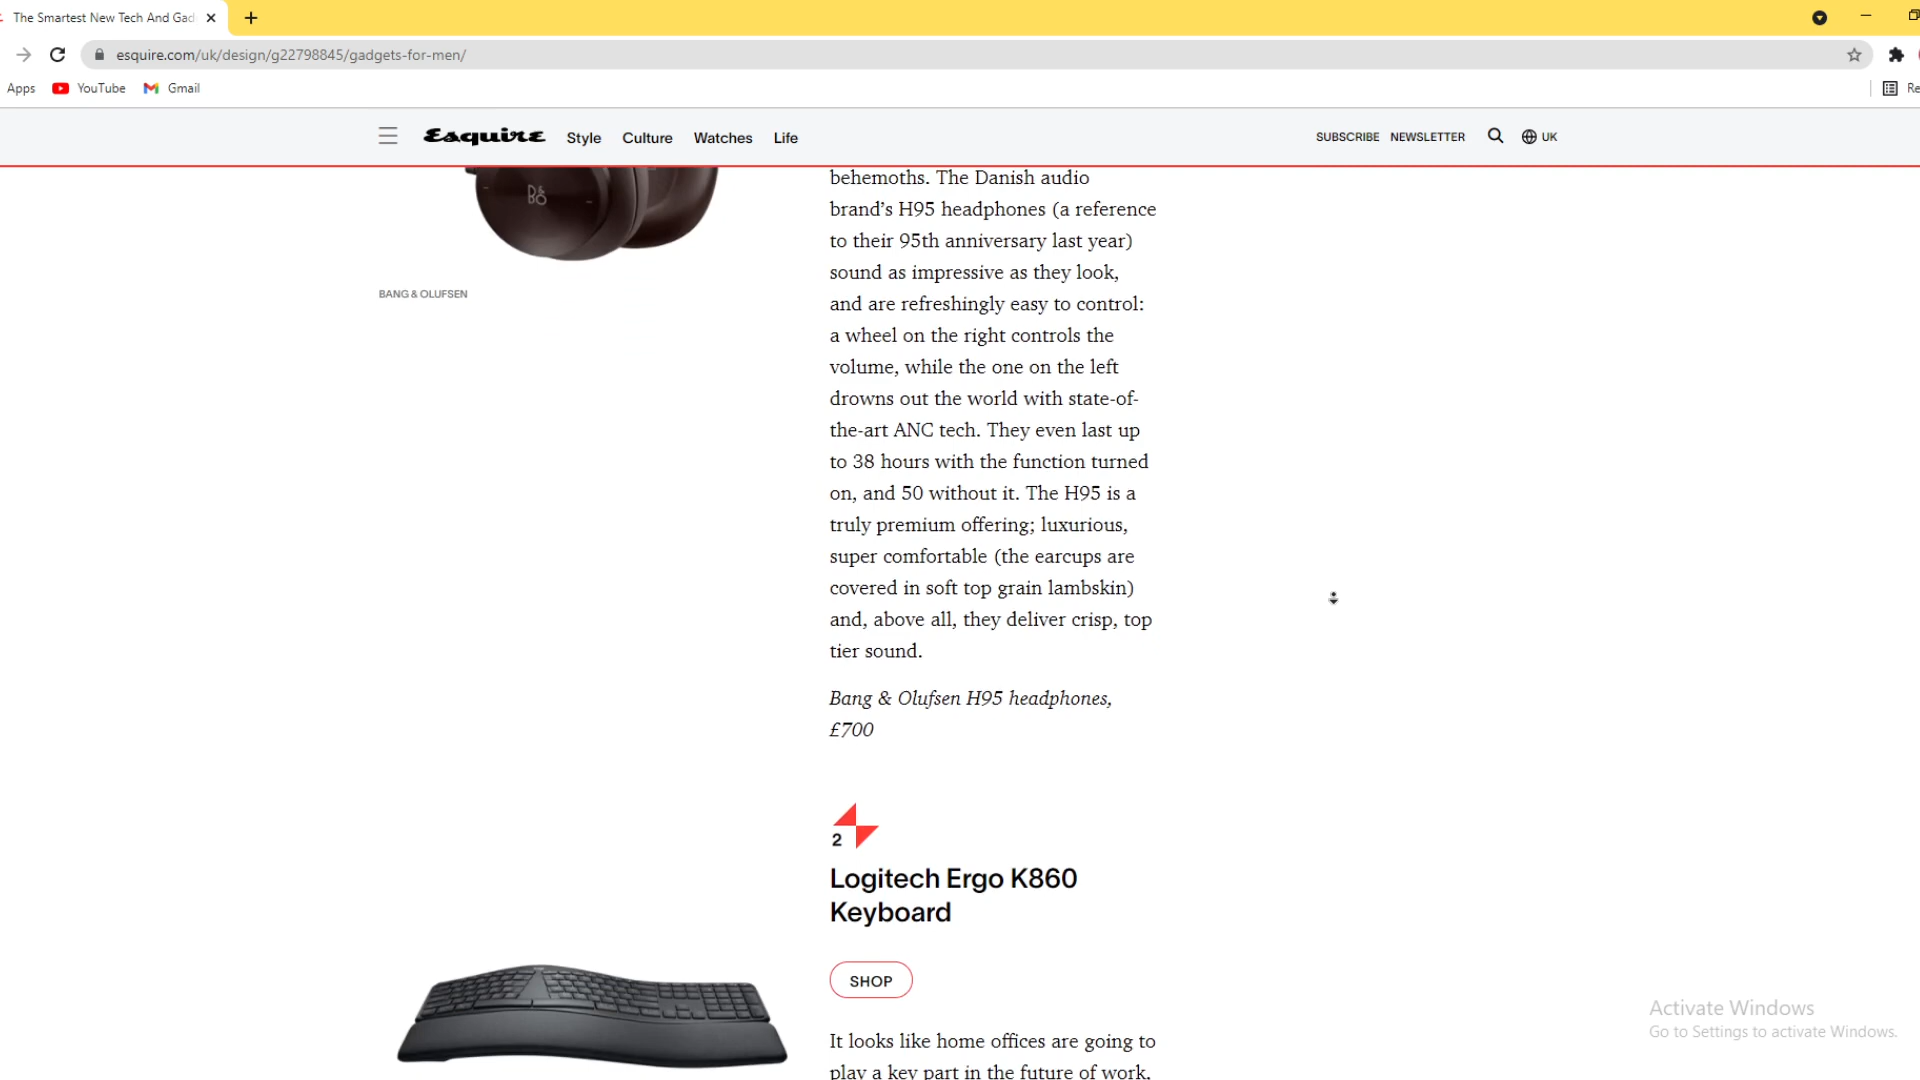 The Smartest New Tech And Gad
esquire.com/uk/design/g22798845/gadgets-for-men/
Apps YouTube Gmail
Re
Esquire Style Culture Watches Life SUBSCRIBE NEWSLETTER UK
B&O
BANG & OLUFSEN
behemoths. The Danish audio
brand's H95 headphones (a reference
to their 95th anniversary last year)
sound as impressive as they look,
and are refreshingly easy to control:
a wheel on the right controls the
volume, while the one on the left
drowns out the world with state-of-
the-art ANC tech. They even last up
to 38 hours with the function turned
on, and 50 without it. The H95 is a
truly premium offering; luxurious,
super comfortable (the earcups are
covered in soft top grain lambskin)
and, above all, they deliver crisp, top
tier sound.
Bang & Olufsen H95 headphones,
£700
2
Logitech Ergo K860
Keyboard
SHOP
It looks like home offices are going to
play a key part in the future of work,
Activate Windows
Go to Settings to activate Windows.